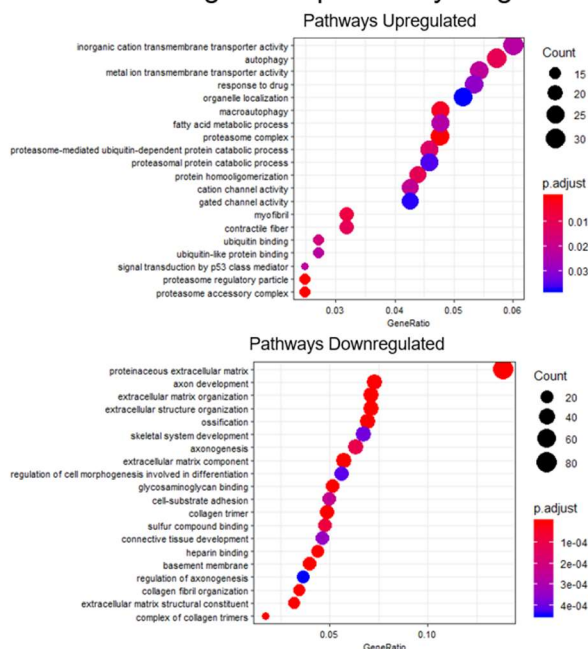 Pathways Upregulated
inorganic cation transmembrane transporter activity
autophagy
metal ion transmembrane transporter activity
response to drug
organelle localization
macroautophagy
fatty acid metabolic process
proteasome complex
proteasome-mediated ubiquitin-dependent protein catabolic process
proteasomal protein catabolic process
protein homooligomerization
cation channel activity
gated channel activity
myofibril
contractile fiber
ubiquitin binding
ubiquitin-like protein binding
signal transduction by p53 class mediator
proteasome regulatory particle
proteasome accessory complex
0.03 0.04 0.05 0.06
GeneRatio
Count
15
20
25
30
p.adjust
0.01
0.02
0.03
Pathways Downregulated
proteinaceous extracellular matrix
axon development
extracellular matrix organization
extracellular structure organization
ossification
skeletal system development
axonogenesis
extracellular matrix component
regulation of cell morphogenesis involved in differentiation
glycosaminoglycan binding
cell-substrate adhesion
collagen trimer
sulfur compound binding
connective tissue development
heparin binding
basement membrane
regulation of axonogenesis
collagen fibril organization
extracellular matrix structural constituent
complex of collagen trimers
0.05 0.10
GeneRatio
Count
20
40
60
80
p.adjust
1e-04
2e-04
3e-04
4e-04